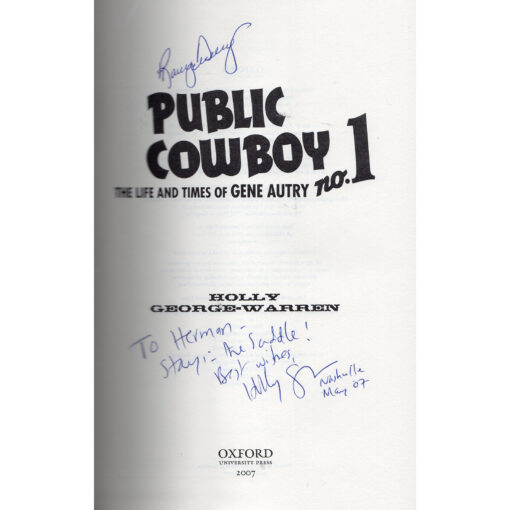 PUBLIC
COWBOY
no.1
THE LIFE AND TIMES OF GENE AUTRY
HOLLY
GEORGE-WARREN
To Herman -
Stay in the Saddle!
Best wishes,
Holly
Nashville
May 07
OXFORD
UNIVERSITY PRESS
2007